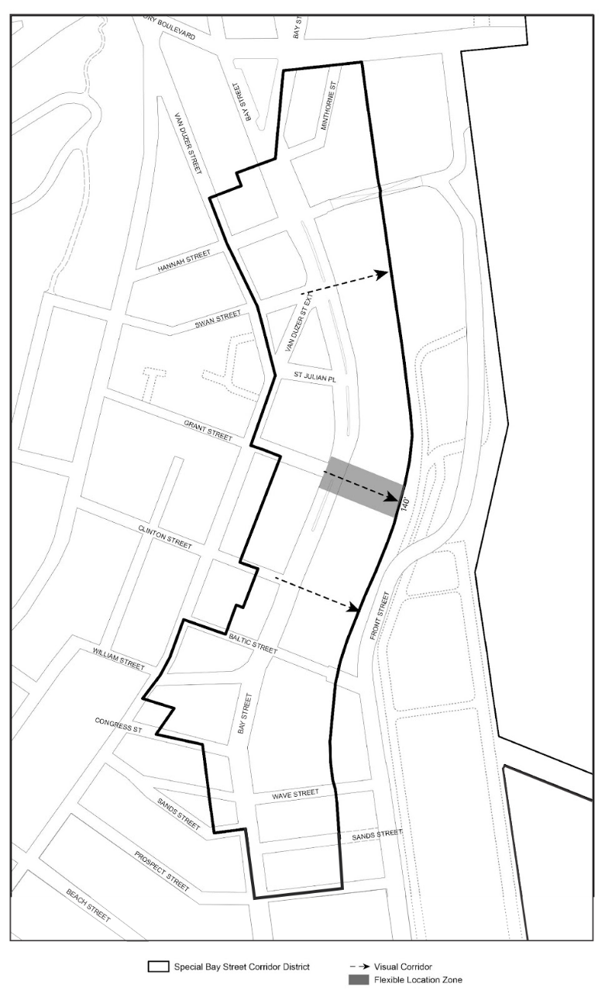 ORY BOULEVARD
BAY ST
BAY STREET
MINTHORNE ST
VAN DUZER STREET
HANNAH STREET
SWAN STREET
VAN DUZER ST EXT
ST JULIAN PL
GRANT STREET
140'
CLINTON STREET
FRONT STREET
BALTIC STREET
WILLIAM STREET
BAY STREET
CONGRESS ST
WAVE STREET
SANDS STREET
SANDS STREET
PROSPECT STREET
BEACH STREET
Special Bay Street Corridor District
Visual Corridor
Flexible Location Zone